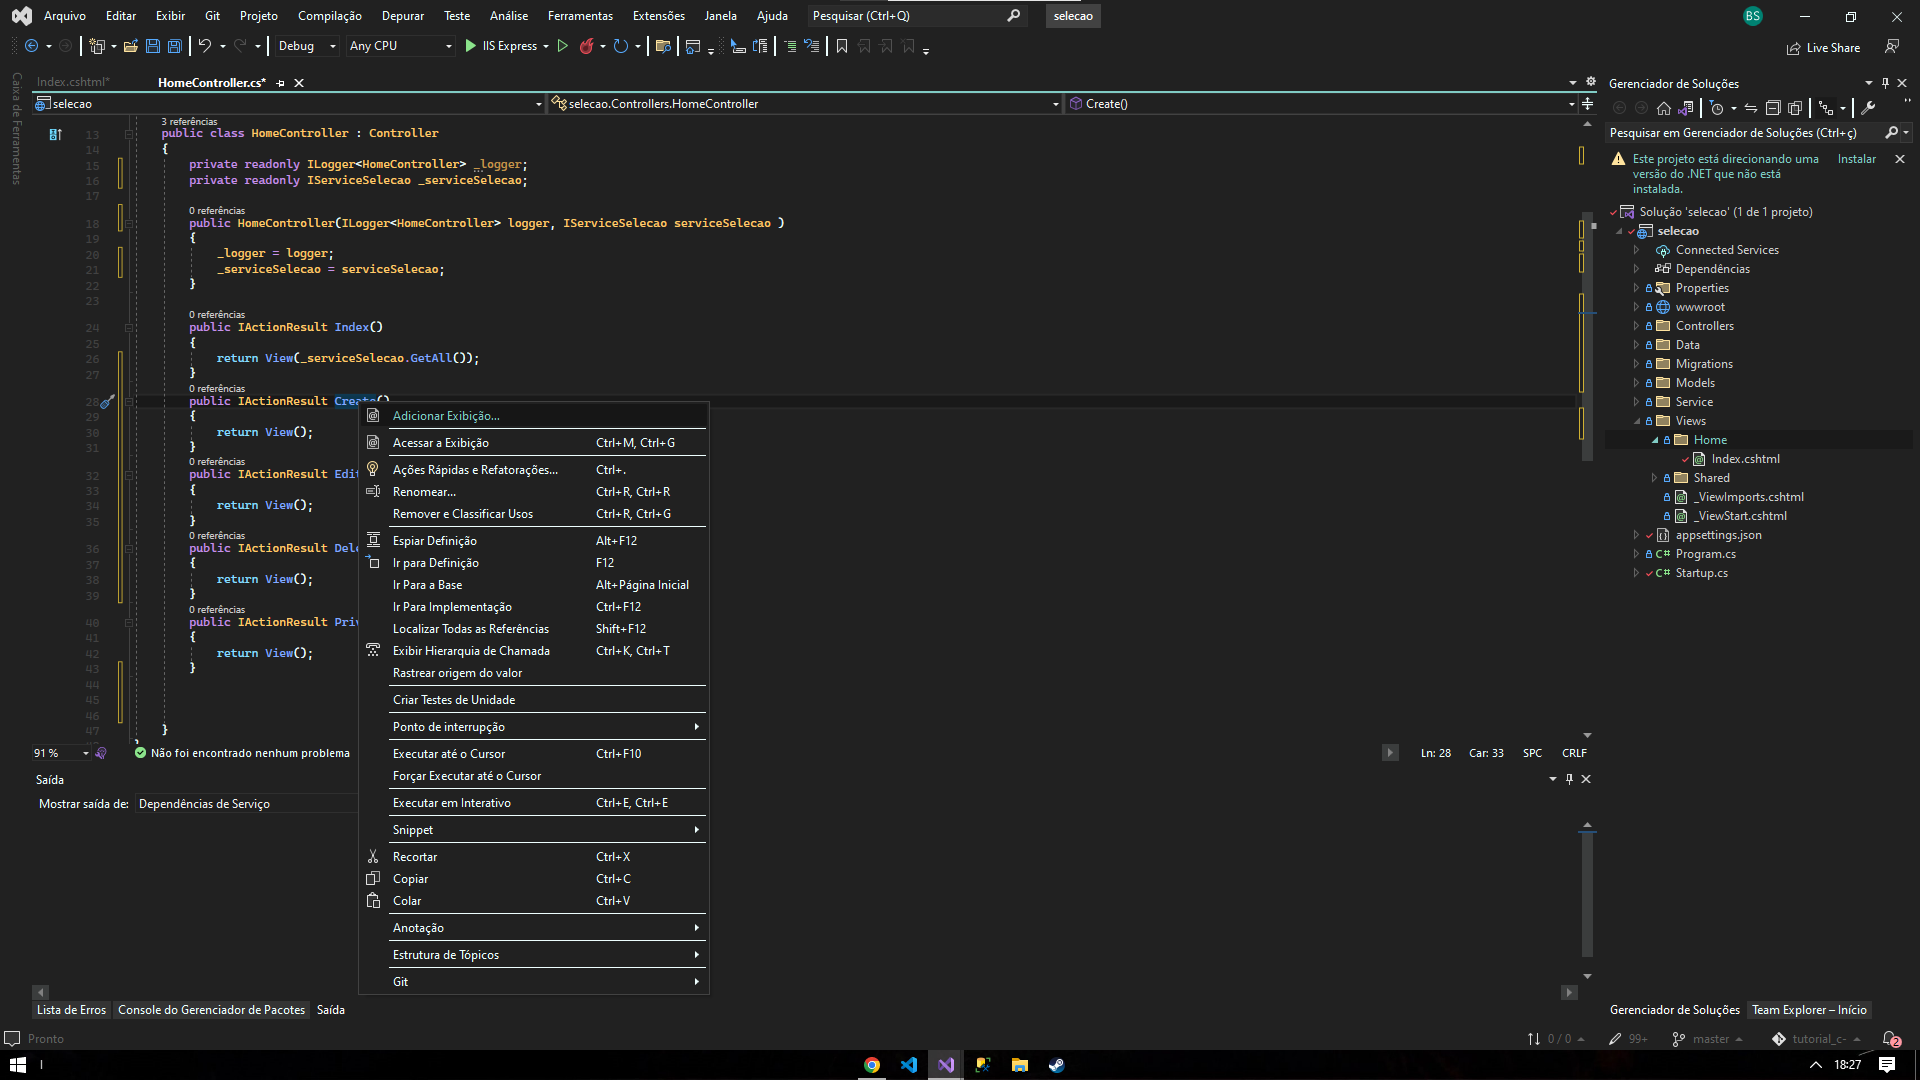 Arquivo Editar Exibir Git Projeto Compilação Depurar Teste Análise Ferramentas Extensões Janela Ajuda Pesquisar (Ctrl+Q) selecao BS
Debug Any CPU IIS Express Live Share
Caixa de Ferramentas
Index.cshtml* HomeController.cs*
selecao selecao.Controllers.HomeController Create()
3 referências
13 public class HomeController : Controller
14 {
15 private readonly ILogger<HomeController> _logger;
16 private readonly IServiceSelecao _serviceSelecao;
17
0 referências
18 public HomeController(ILogger<HomeController> logger, IServiceSelecao serviceSelecao )
19 {
20 _logger = logger;
21 _serviceSelecao = serviceSelecao;
22 }
23
0 referências
24 public IActionResult Index()
25 {
26 return View(_serviceSelecao.GetAll());
27 }
0 referências
28 public IActionResult Create()
29 {
30 return View();
31 }
0 referências
32 public IActionResult Edit
33 {
34 return View();
35 }
0 referências
36 public IActionResult Del
37 {
38 return View();
39 }
0 referências
40 public IActionResult Priv
41 {
42 return View();
43 }
44
45
46
47 }
Adicionar Exibição...
Acessar a Exibição Ctrl+M, Ctrl+G
Ações Rápidas e Refatorações... Ctrl+.
Renomear... Ctrl+R, Ctrl+R
Remover e Classificar Usos Ctrl+R, Ctrl+G
Espiar Definição Alt+F12
Ir para Definição F12
Ir Para a Base Alt+Página Inicial
Ir Para Implementação Ctrl+F12
Localizar Todas as Referências Shift+F12
Exibir Hierarquia de Chamada Ctrl+K, Ctrl+T
Rastrear origem do valor
Criar Testes de Unidade
Ponto de interrupção
Executar até o Cursor Ctrl+F10
Forçar Executar até o Cursor
Executar em Interativo Ctrl+E, Ctrl+E
Snippet
Recortar Ctrl+X
Copiar Ctrl+C
Colar Ctrl+V
Anotação
Estrutura de Tópicos
Git
91 % Não foi encontrado nenhum problema Ln: 28 Car: 33 SPC CRLF
Saída
Mostrar saída de: Dependências de Serviço
Lista de Erros Console do Gerenciador de Pacotes Saída
Gerenciador de Soluções
Pesquisar em Gerenciador de Soluções (Ctrl+ç)
Este projeto está direcionando uma Instalar
versão do .NET que não está
instalada.
Solução 'selecao' (1 de 1 projeto)
selecao
Connected Services
Dependências
Properties
wwwroot
Controllers
Data
Migrations
Models
Service
Views
Home
Index.cshtml
Shared
_ViewImports.cshtml
_ViewStart.cshtml
appsettings.json
C# Program.cs
C# Startup.cs
Gerenciador de Soluções Team Explorer – Início
Pronto 0 / 0 99+ master tutorial_c- 2
18:27